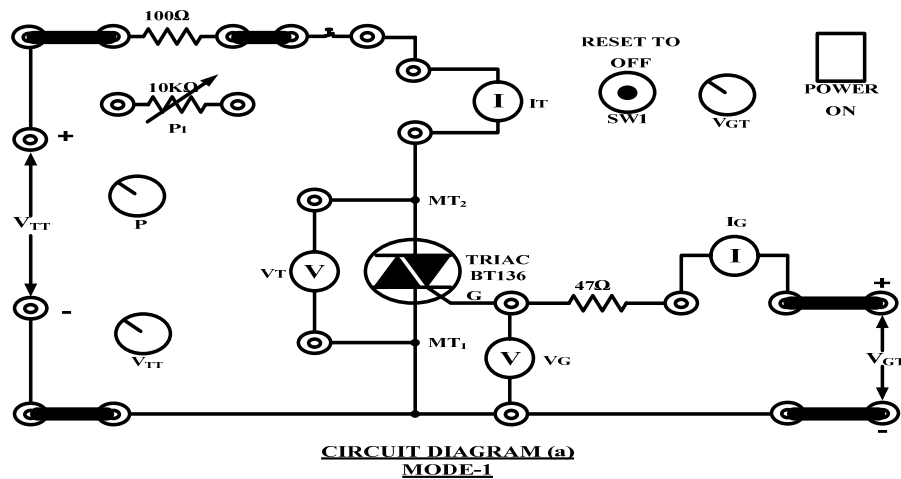 100Ω
RESET TO
OFF
SW1
VGT
POWER
ON
10KΩ
P1
I
IT
+
VTT
-
P
VTT
MT2
VT
V
TRIAC
BT136
G
MT1
47Ω
IG
I
+
VGT
-
V
VG
CIRCUIT DIAGRAM (a)
MODE-1